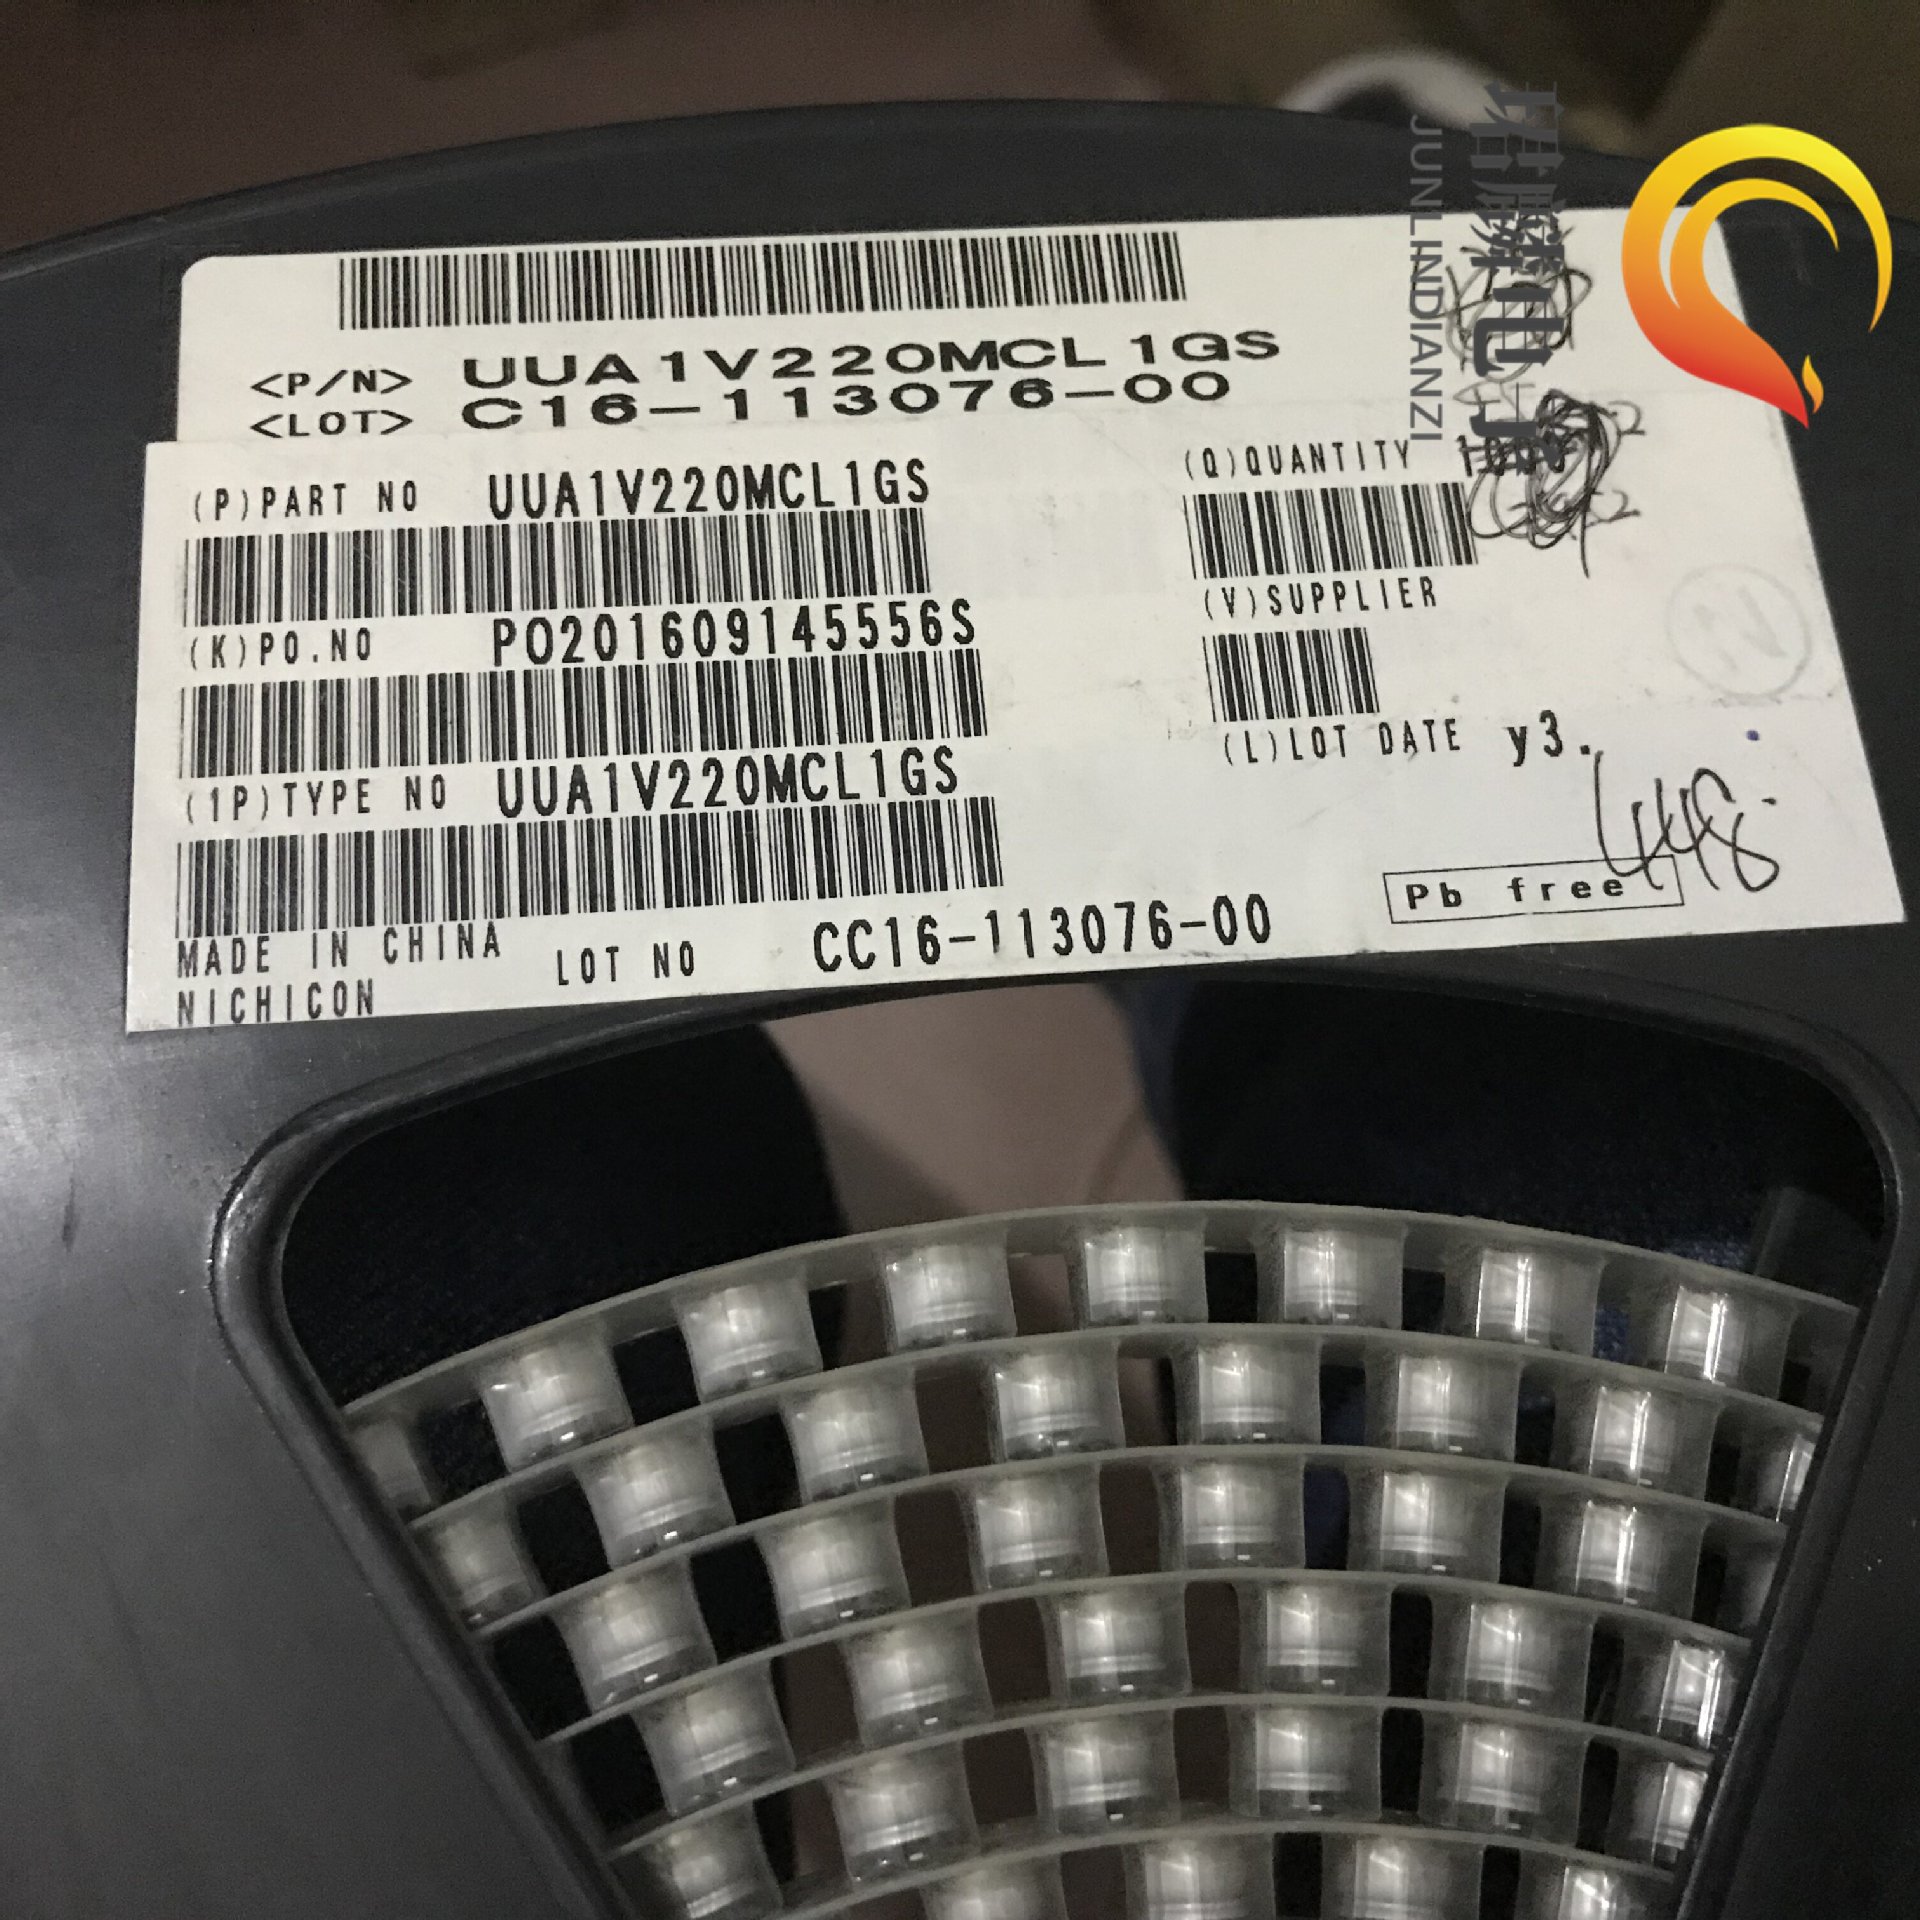 <P/N> UUA1V220MCL1GS
<LOT> C16-113076-00
(P)PART NO UUA1V220MCL1GS
(Q)QUANTITY
(K)PO.NO PO201609145556S
(V)SUPPLIER
(1P)TYPE NO UUA1V220MCL1GS
(L)LOT DATE y3.
448
Pb free
MADE IN CHINA LOT NO CC16-113076-00
NICHICON
JUNLINDIANZI